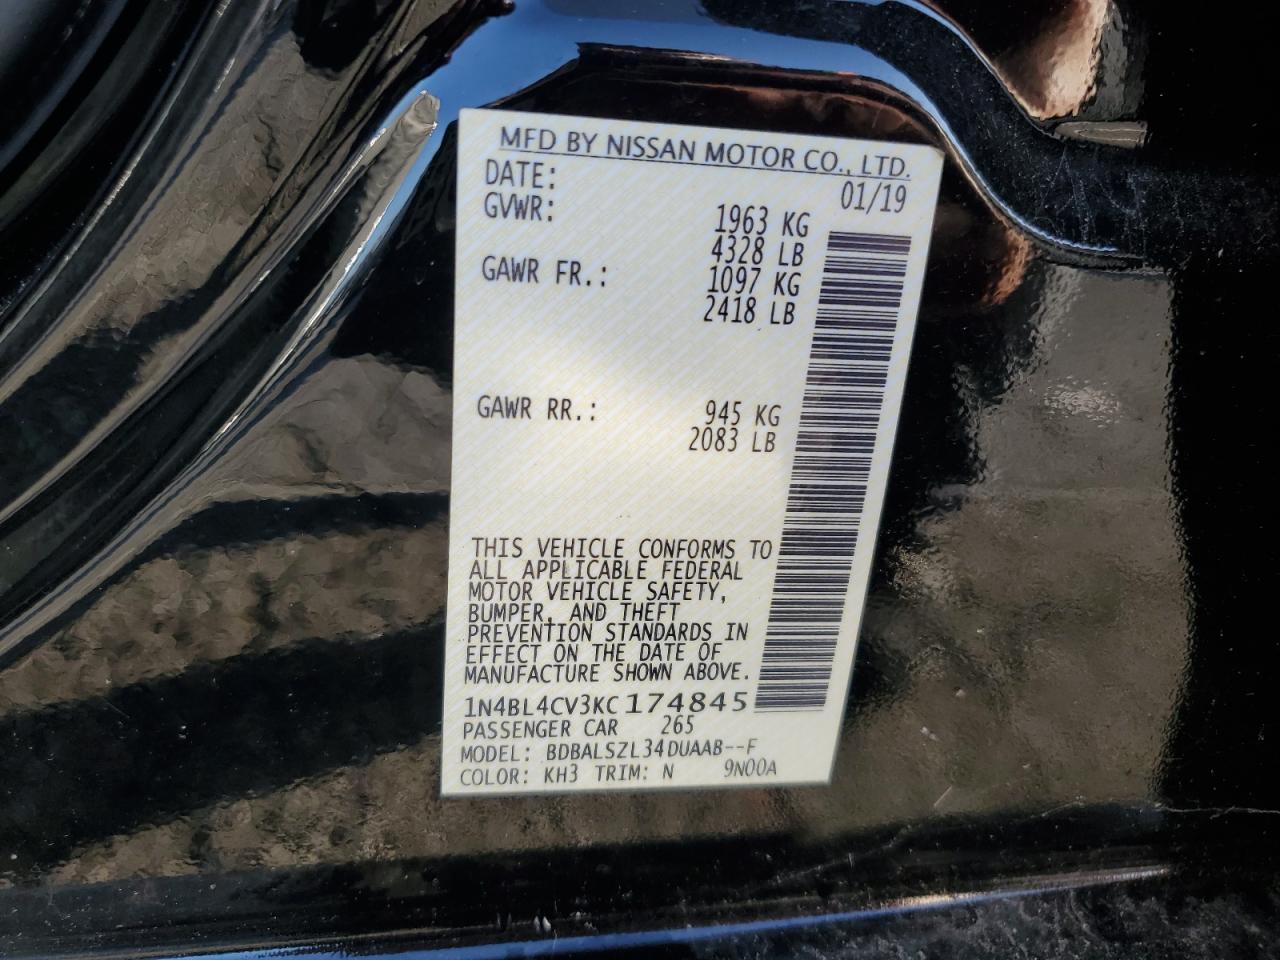 MFD BY NISSAN MOTOR CO., LTD.
DATE: 01/19
GVWR: 1963 KG
4328 LB
GAWR FR.: 1097 KG
2418 LB
GAWR RR.: 945 KG
2083 LB
THIS VEHICLE CONFORMS TO
ALL APPLICABLE FEDERAL
MOTOR VEHICLE SAFETY,
BUMPER, AND THEFT
PREVENTION STANDARDS IN
EFFECT ON THE DATE OF
MANUFACTURE SHOWN ABOVE.
1N4BL4CV3KC174845
PASSENGER CAR 265
MODEL: BDBALSZL34DUAAB--F
COLOR: KH3 TRIM: N 9N00A